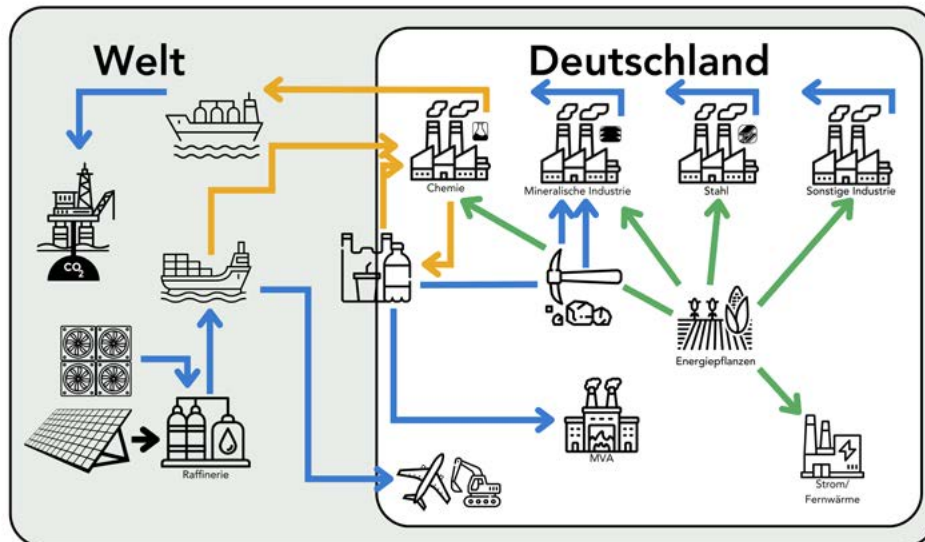 Welt
Deutschland
Chemie
Mineralische Industrie
Stahl
Sonstige Industrie
CO2
Energiepflanzen
Raffinerie
MVA
Strom/
Fernwärme